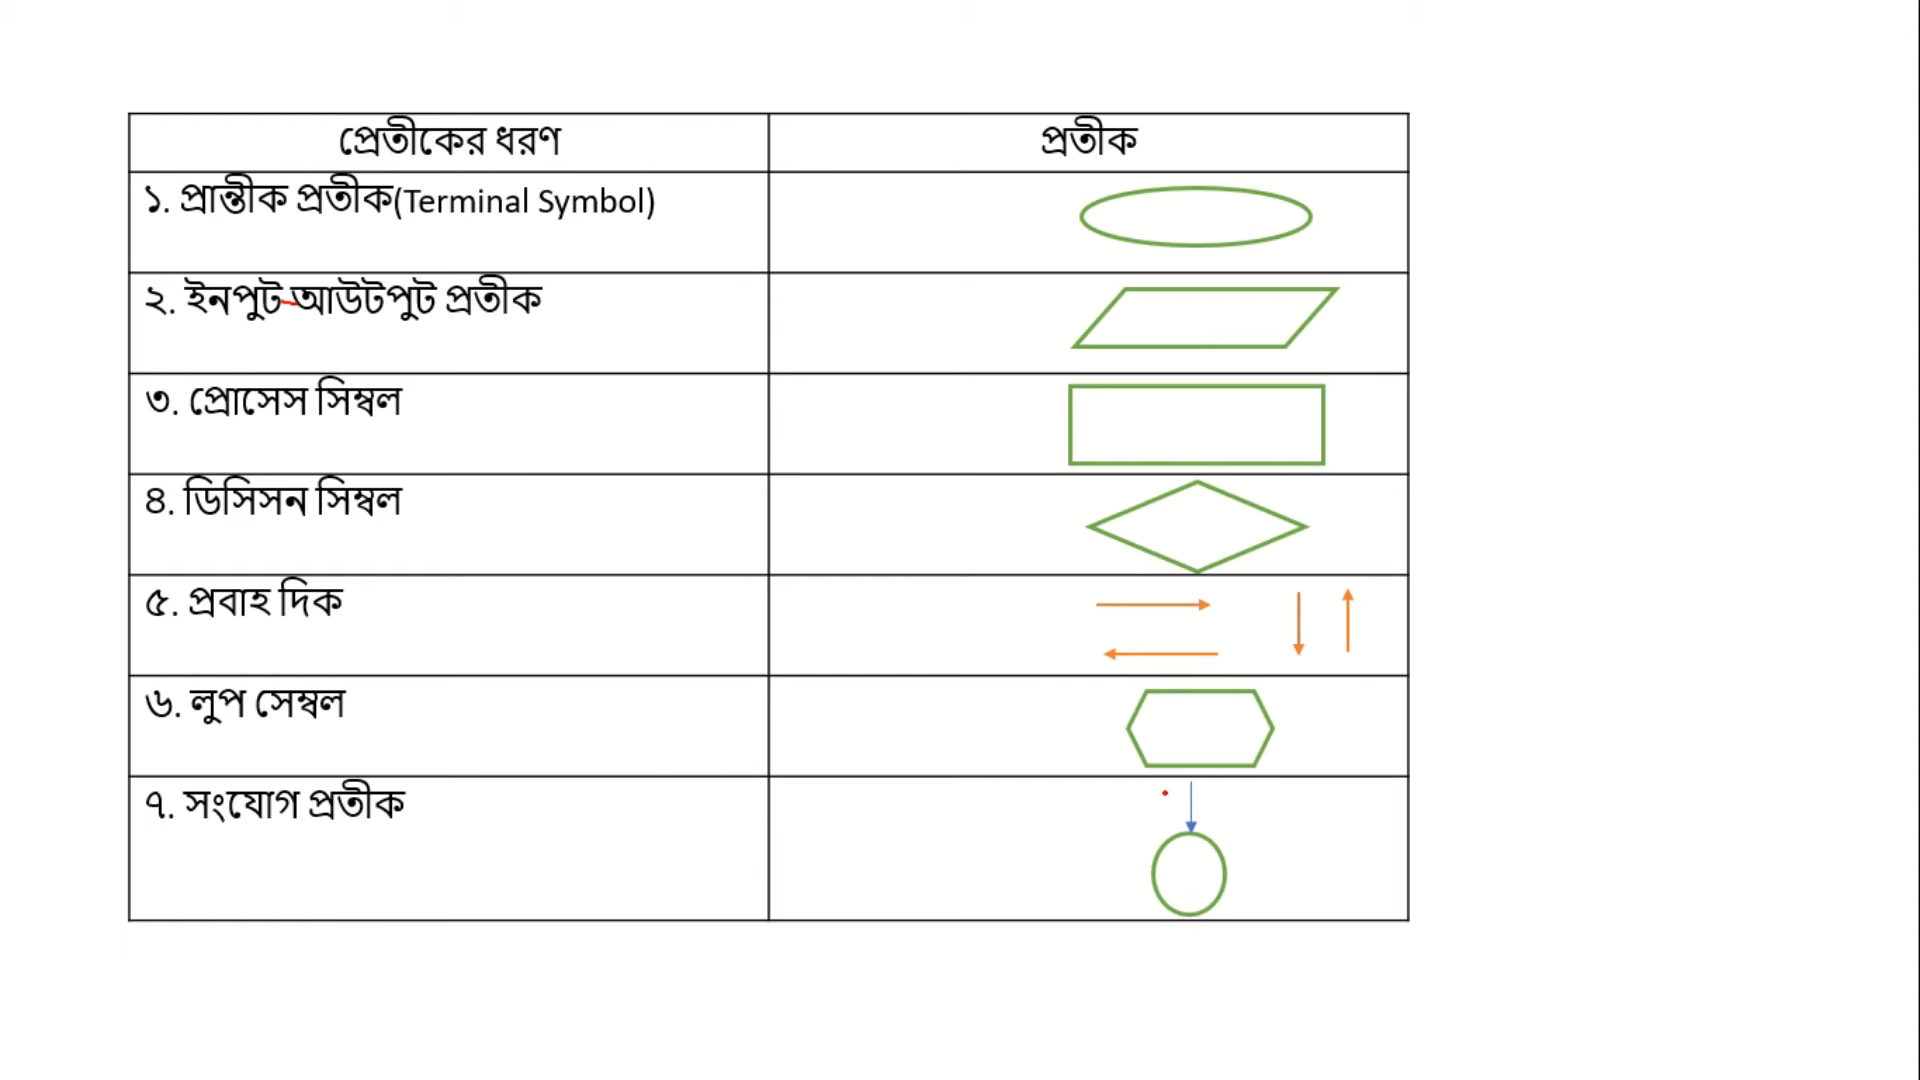 প্রেতীকের ধরণ
প্রতীক
১. প্রান্তীক প্রতীক(Terminal Symbol)
২. ইনপুট-আউটপুট প্রতীক
৩. প্রোসেস সিম্বল
৪. ডিসিসন সিম্বল
৫. প্রবাহ দিক
৬. লুপ সেম্বল
৭. সংযোগ প্রতীক